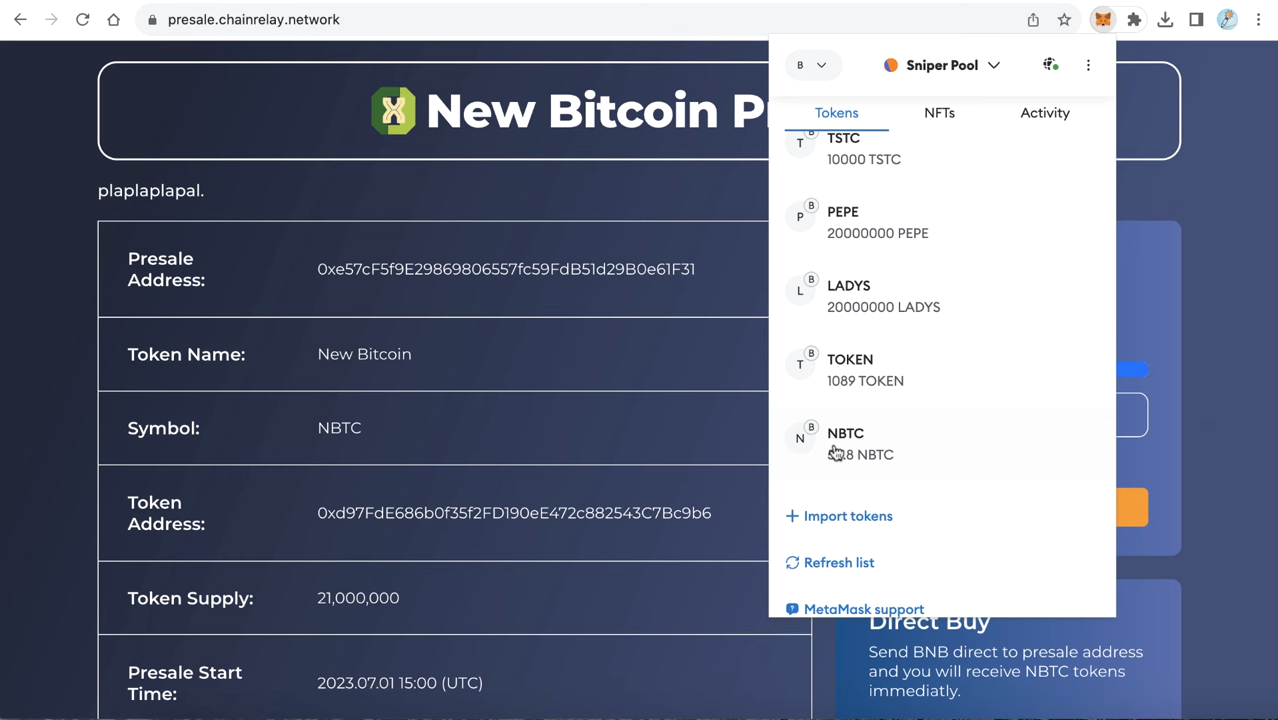 presale.chainrelay.network
B
Sniper Pool
Tokens
NFTs
Activity
T
B
TSTC
10000 TSTC
P
B
PEPE
20000000 PEPE
L
B
LADYS
20000000 LADYS
T
B
TOKEN
1089 TOKEN
N
B
NBTC
NBTC
+ Import tokens
Refresh list
MetaMask support
New Bitcoin
plaplaplapal.
Presale
Address:
0xe57cF5f9E29869806557fc59FdB51d29B0e61F31
Token Name:
New Bitcoin
Symbol:
NBTC
Token
Address:
0xd97FdE686b0f35f2FD190eE472c882543C7Bc9b6
Token Supply:
21,000,000
Presale Start
Time:
2023.07.01 15:00 (UTC)
Direct Buy
Send BNB direct to presale address
and you will receive NBTC tokens
immediatly.